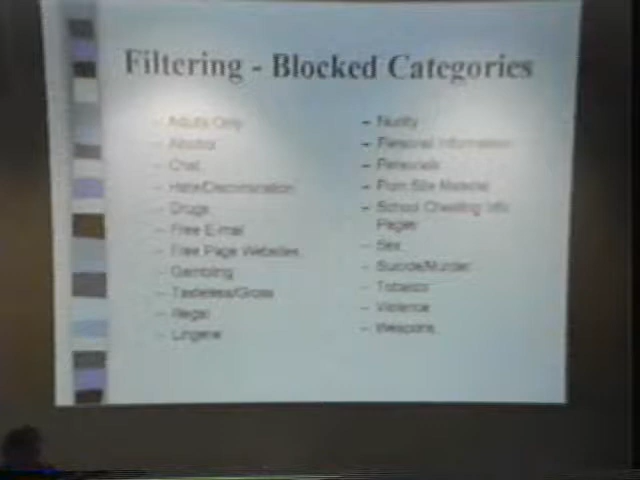 Filtering - Blocked Categories
- Adults Only
- Alcohol
- Chat
- Hate/Discrimination
- Drugs
- Free E-mail
- Free Page Websites
- Gambling
- Tasteless/Gross
- Illegal
- Lingerie
- Nudity
- Personal Information
- Personals
- Porn Site Material
- School Cheating Info
Pages
- Sex
- Suicide/Murder
- Tobacco
- Violence
- Weapons